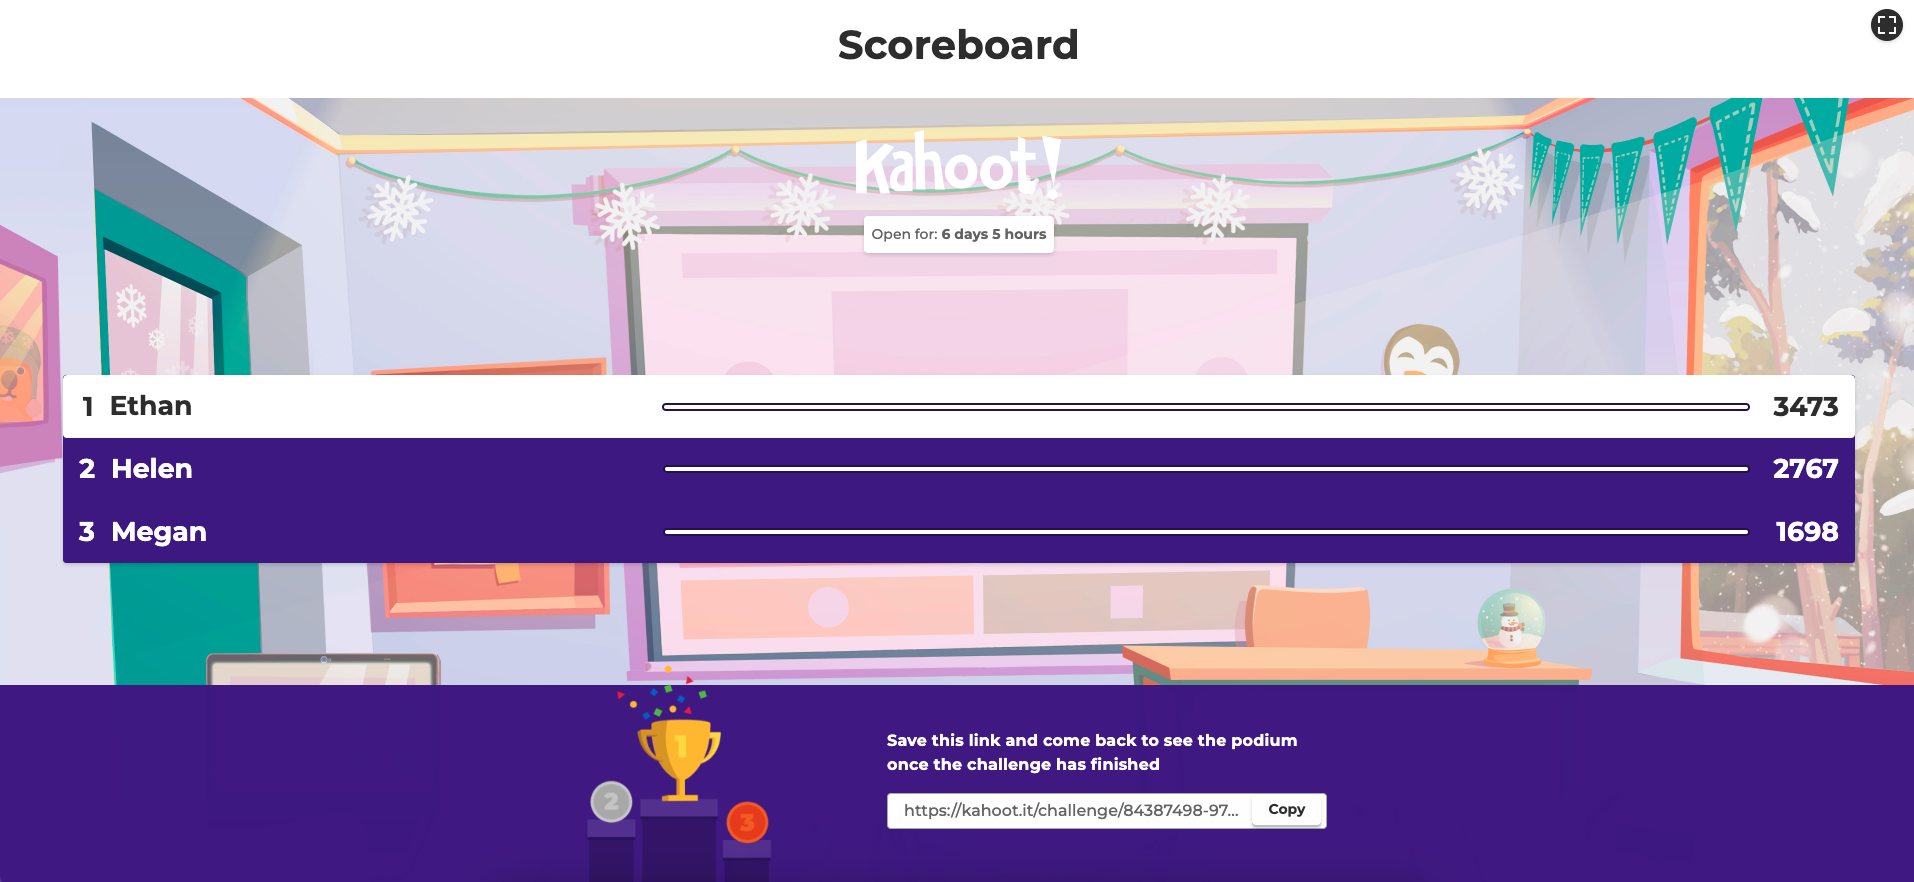 Scoreboard
Kahoot!
Open for: 6 days 5 hours
1 Ethan 3473
2 Helen 2767
3 Megan 1698
1
2
3
Save this link and come back to see the podium
once the challenge has finished
https://kahoot.it/challenge/84387498-97... Copy